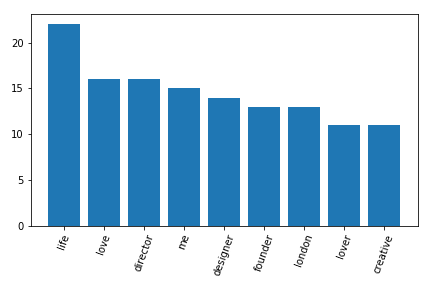 20
15
10
5
0
life
love
director
me
designer
founder
london
lover
creative